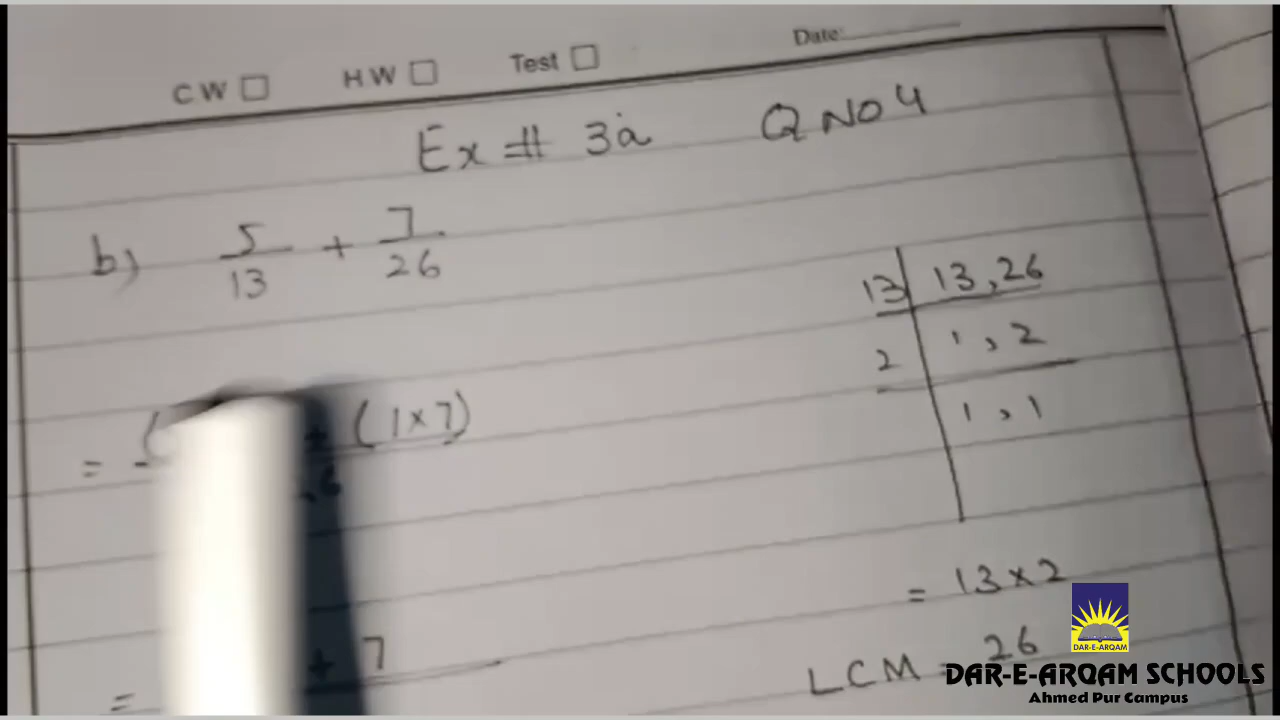 CW HW Test Date:
Ex # 3a Q NO 4
b) 5/13 + 7/26
13 | 13, 26
2 | 1, 2
1, 1
= ( + (1×7)
= + 7
= 13×2
LCM = 26
DAR-E-ARQAM
DAR-E-ARQAM SCHOOLS
Ahmed Pur Campus